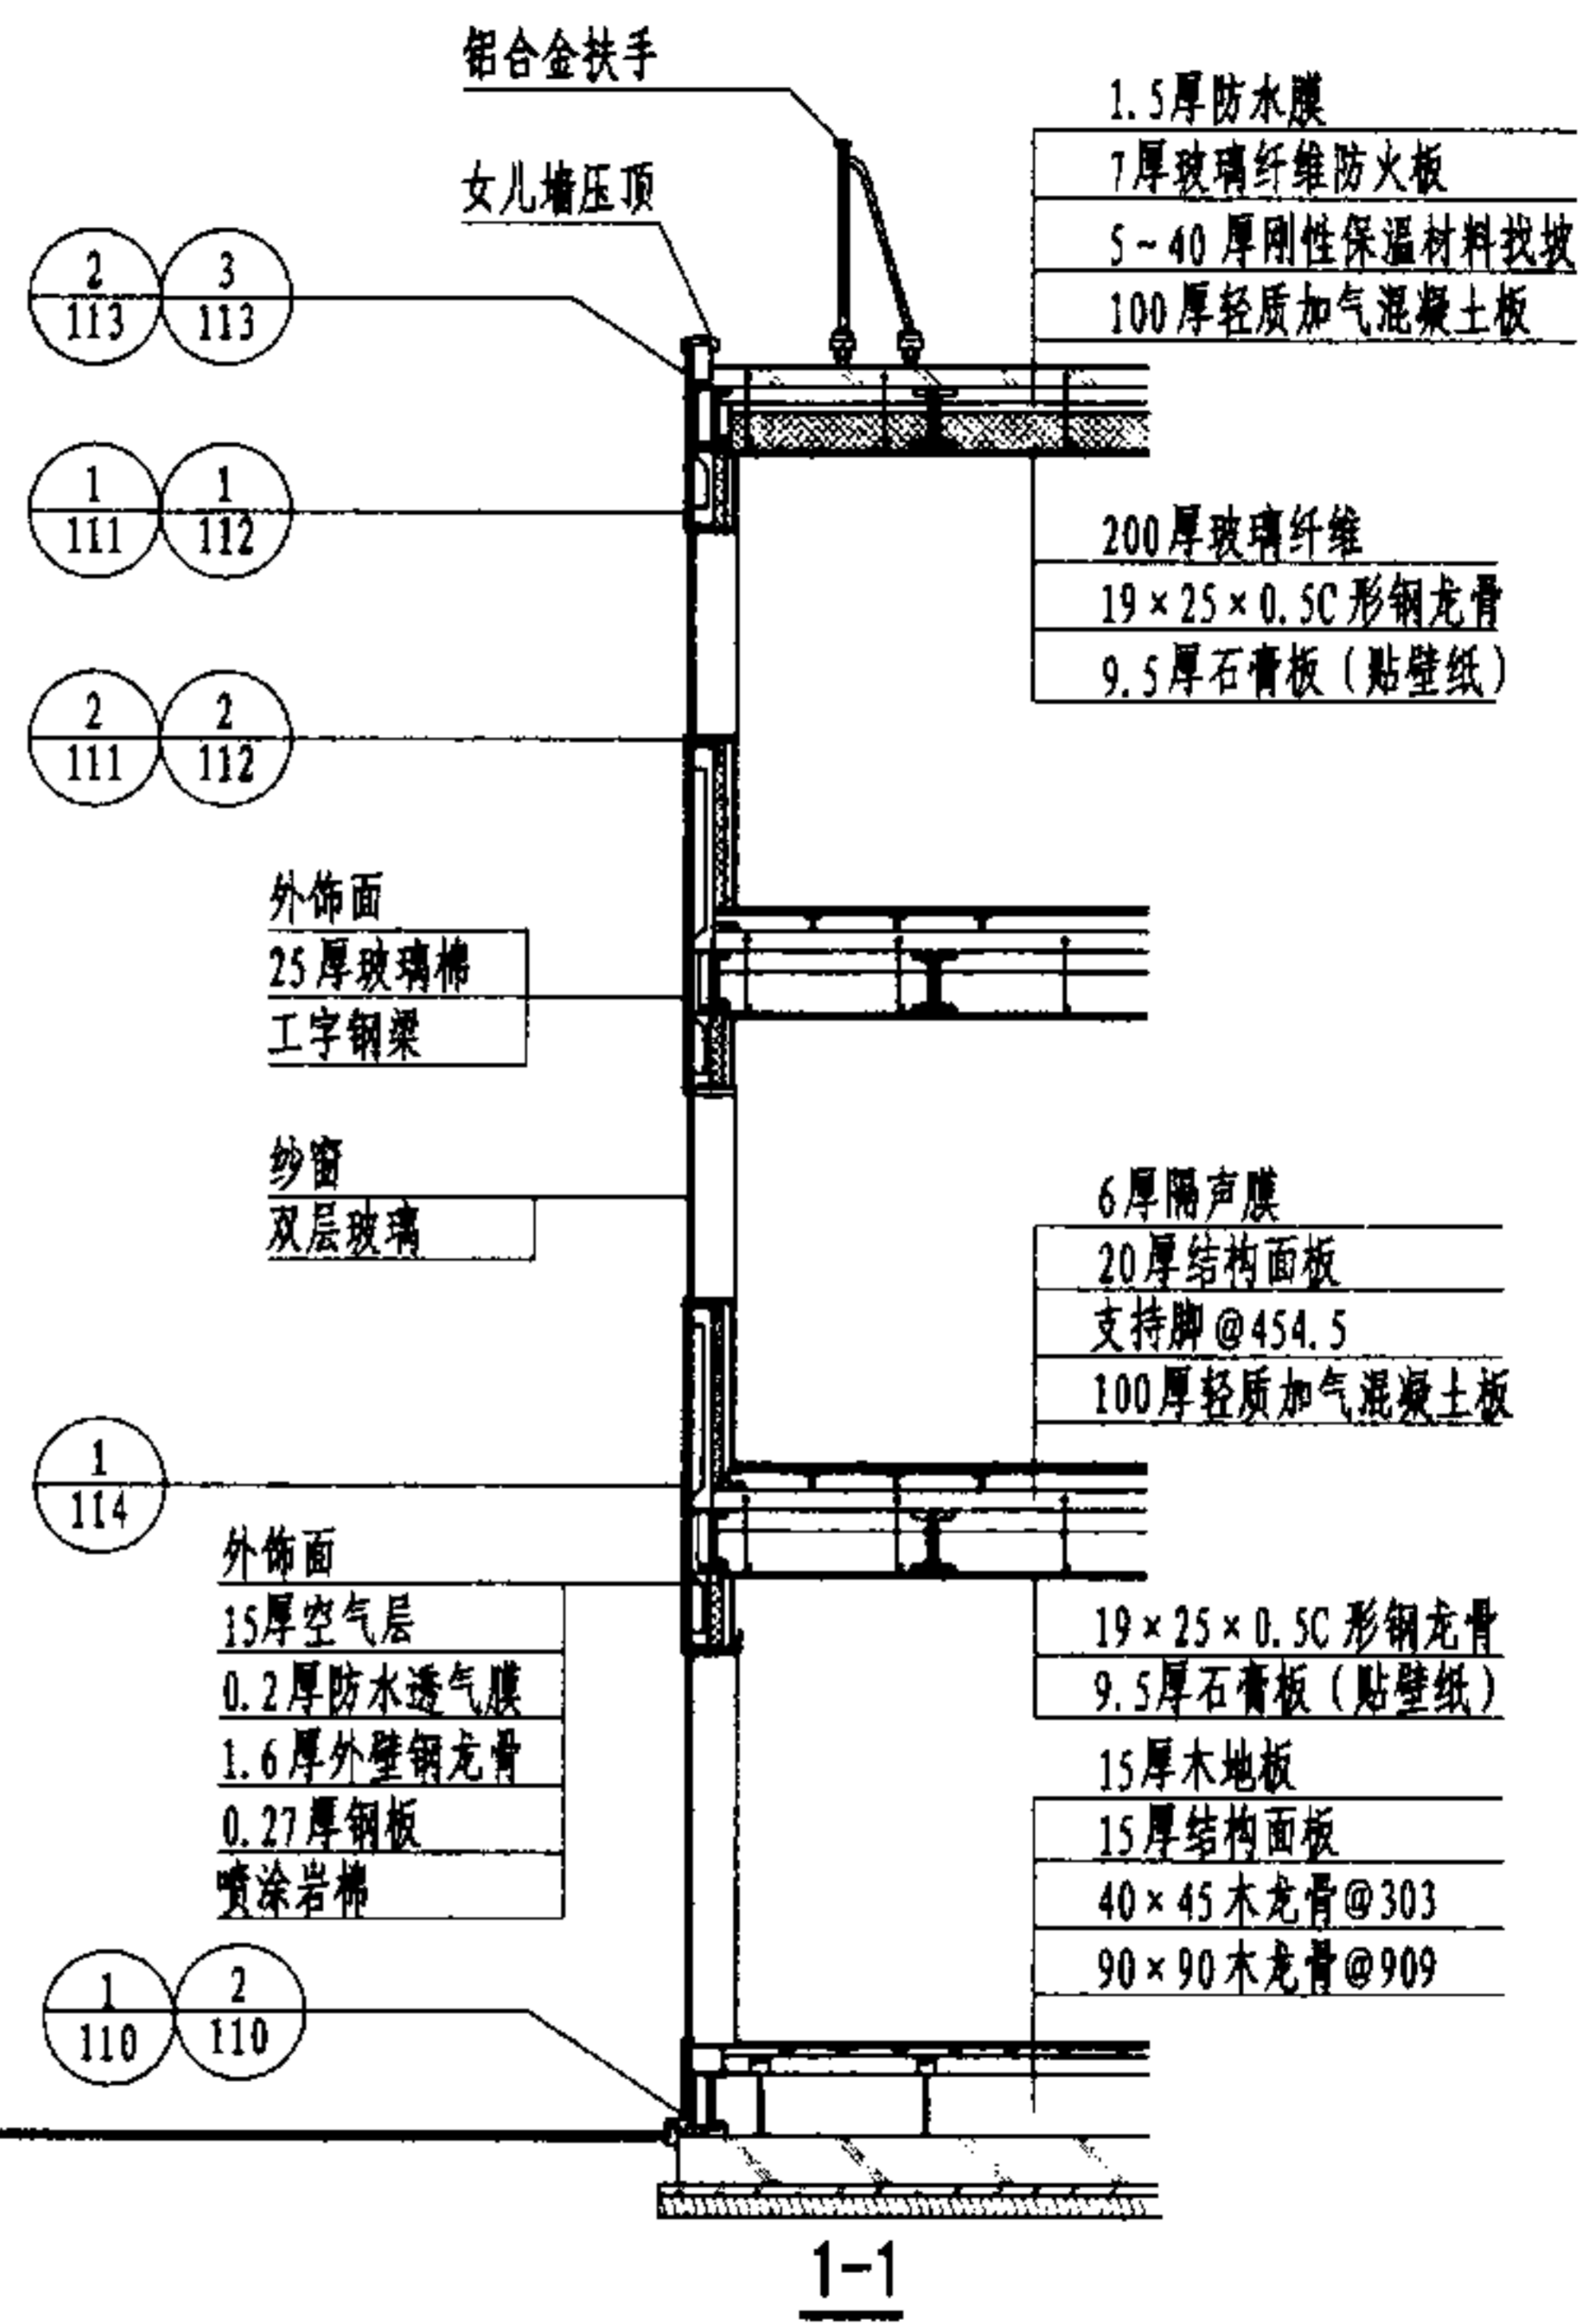 铝合金扶手
女儿墙压顶
1.5厚防水膜
7厚玻璃纤维防火板
5~40厚刚性保温材料找坡
100厚轻质加气混凝土板
2 3
113 113
1 1
111 112
200厚玻璃纤维
19×25×0.5C形钢龙骨
9.5厚石膏板(贴壁纸)
2 2
111 112
外饰面
25厚玻璃棉
工字钢梁
纱窗
双层玻璃
6厚隔声膜
20厚结构面板
支持脚@454.5
100厚轻质加气混凝土板
1
114
外饰面
15厚空气层
0.2厚防水透气膜
1.6厚外壁钢龙骨
0.27厚钢板
喷涂岩棉
19×25×0.5C形钢龙骨
9.5厚石膏板(贴壁纸)
15厚木地板
15厚结构面板
40×45木龙骨@303
90×90木龙骨@909
1 2
110 110
1-1